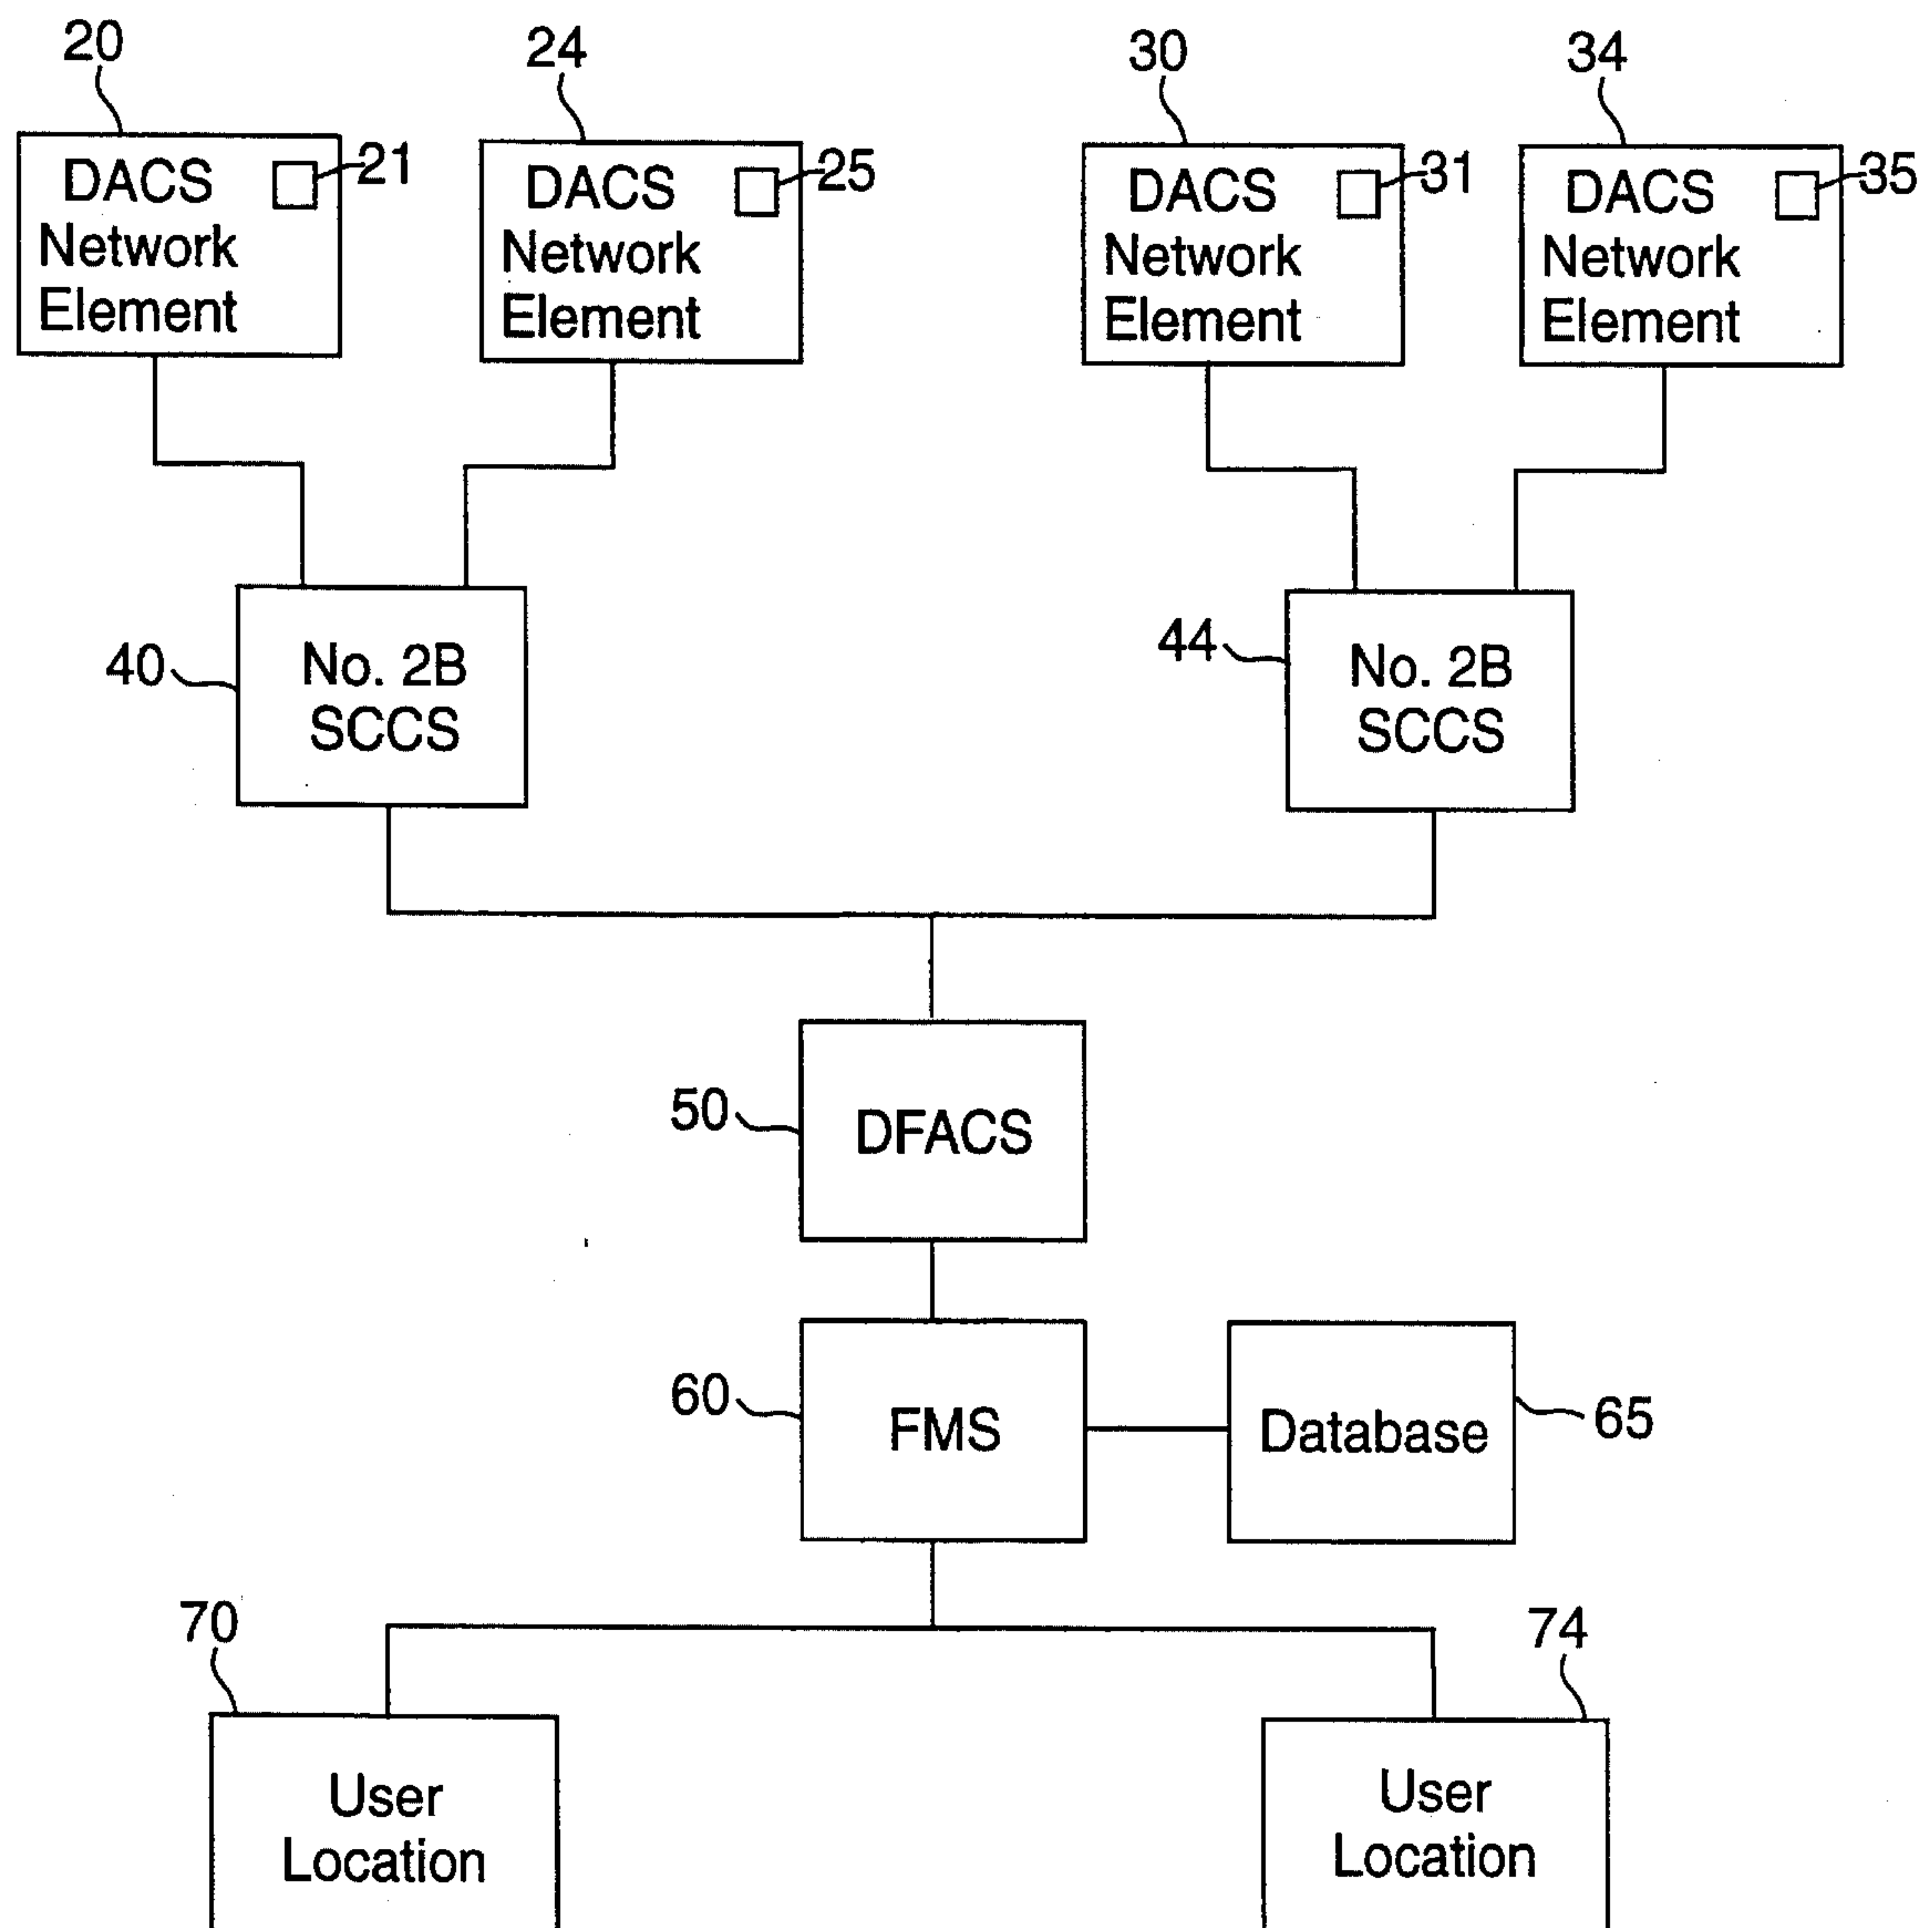 20
24
30
34
DACS
Network
Element
21
DACS
Network
Element
25
DACS
Network
Element
31
DACS
Network
Element
35
40
No. 2B
SCCS
44
No. 2B
SCCS
50
DFACS
60
FMS
Database
65
70
74
User
Location
User
Location